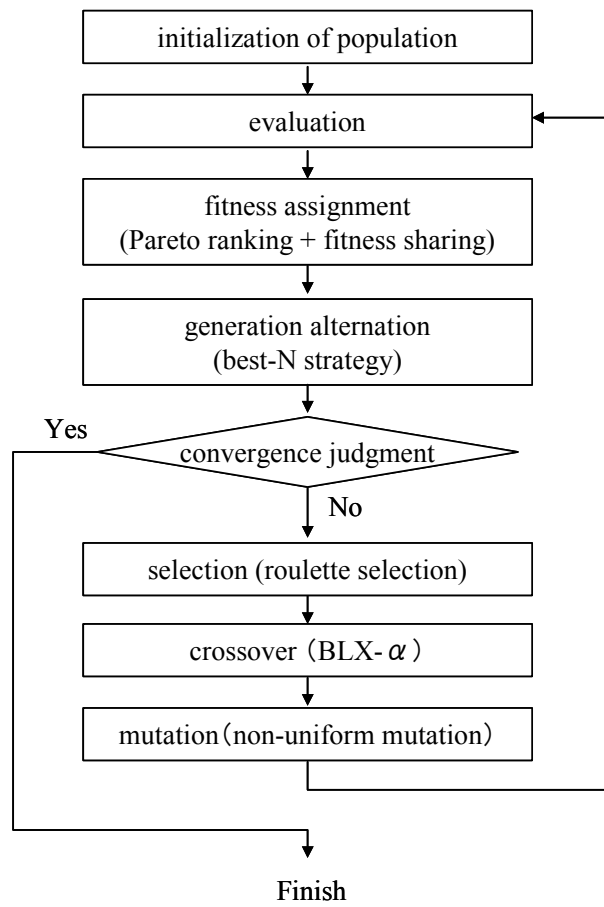 initialization of population
evaluation
fitness assignment
(Pareto ranking + fitness sharing)
generation alternation
(best-N strategy)
Yes
convergence judgment
No
selection (roulette selection)
crossover（BLX-α）
mutation（non-uniform mutation）
Finish